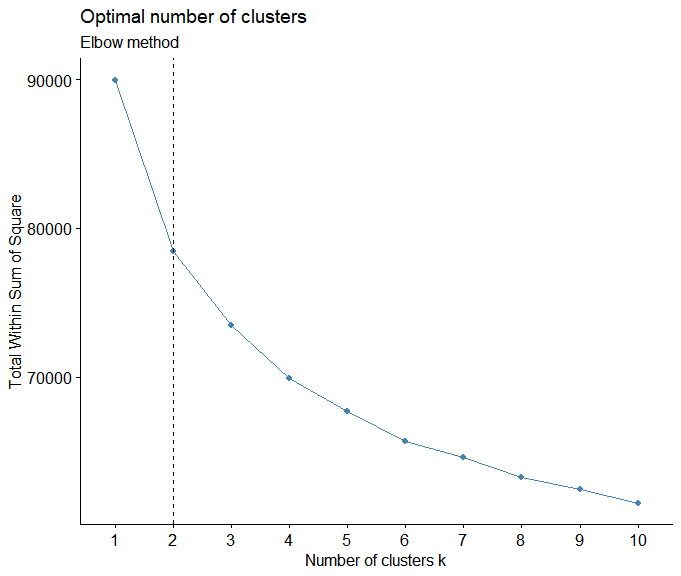 Optimal number of clusters
Elbow method
90000
80000
70000
Total Within Sum of Square
1 2 3 4 5 6 7 8 9 10
Number of clusters k